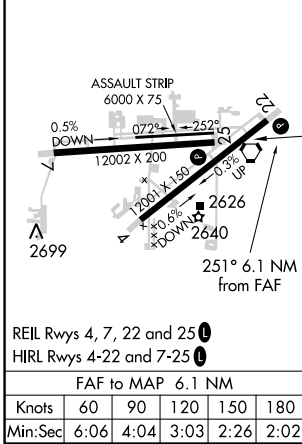 ASSAULT STRIP
6000 X 75
0.5%
DOWN
072°
252°
22
P
25
12002 X 200
P
0.3%
UP
7
12001 X 150
0.6%
DOWN
2626
2640
4
2699
251° 6.1 NM
from FAF
REIL Rwys 4, 7, 22 and 25 L
HIRL Rwys 4-22 and 7-25 L
FAF to MAP 6.1 NM
Knots 60 90 120 150 180
Min:Sec 6:06 4:04 3:03 2:26 2:02